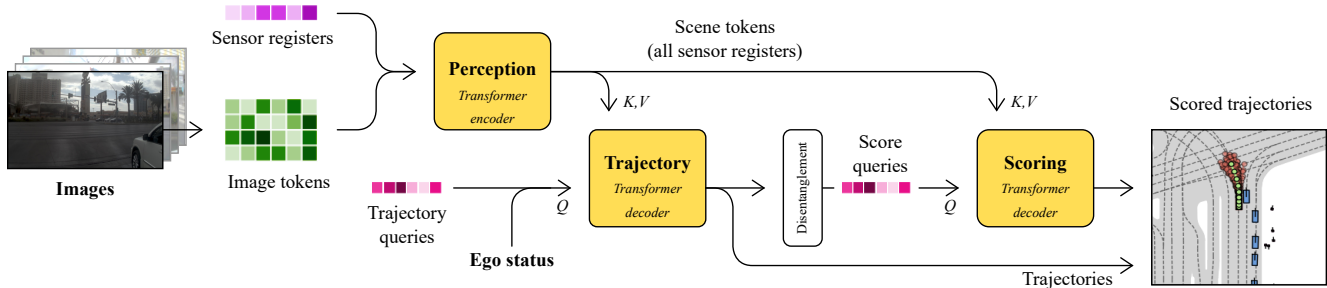 Sensor registers
Images
Image tokens
Perception
Transformer
encoder
Scene tokens
(all sensor registers)
K,V
K,V
Trajectory
queries
Ego status
Q
Trajectory
Transformer
decoder
Disentanglement
Score
queries
Q
Scoring
Transformer
decoder
Trajectories
Scored trajectories